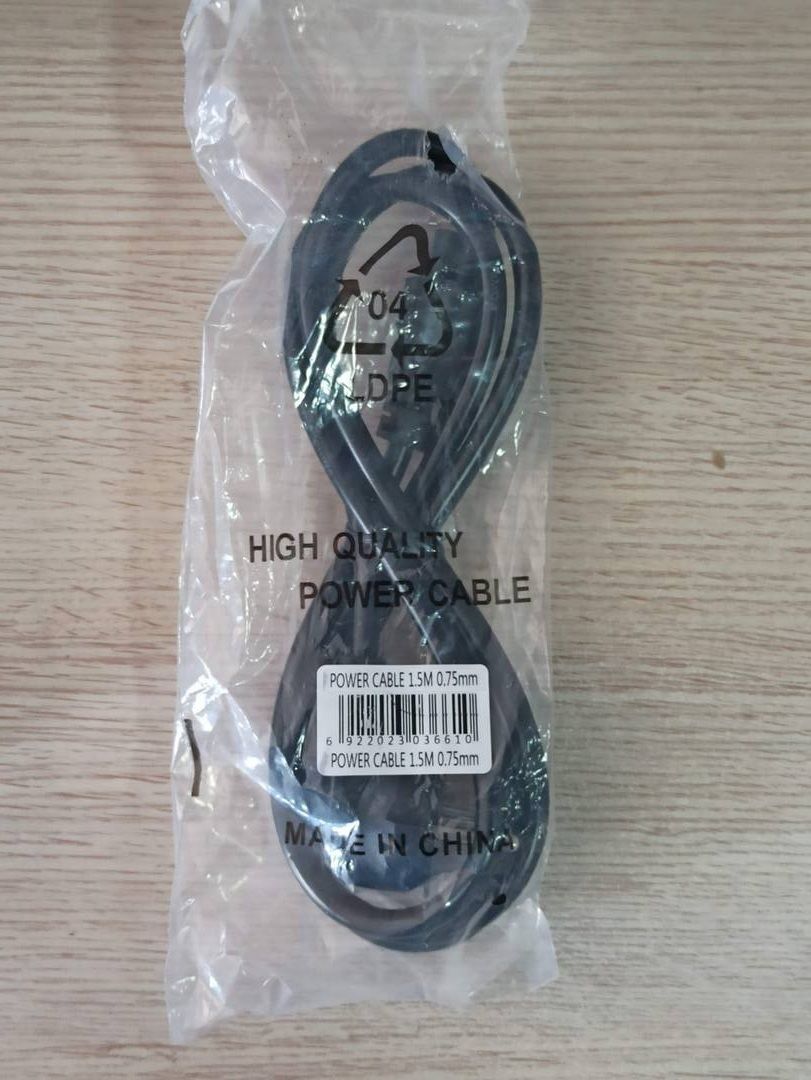 04
LDPE
HIGH QUALITY
POWER CABLE
POWER CABLE 1.5M 0.75mm
6 922023 036610
POWER CABLE 1.5M 0.75mm
MADE IN CHINA